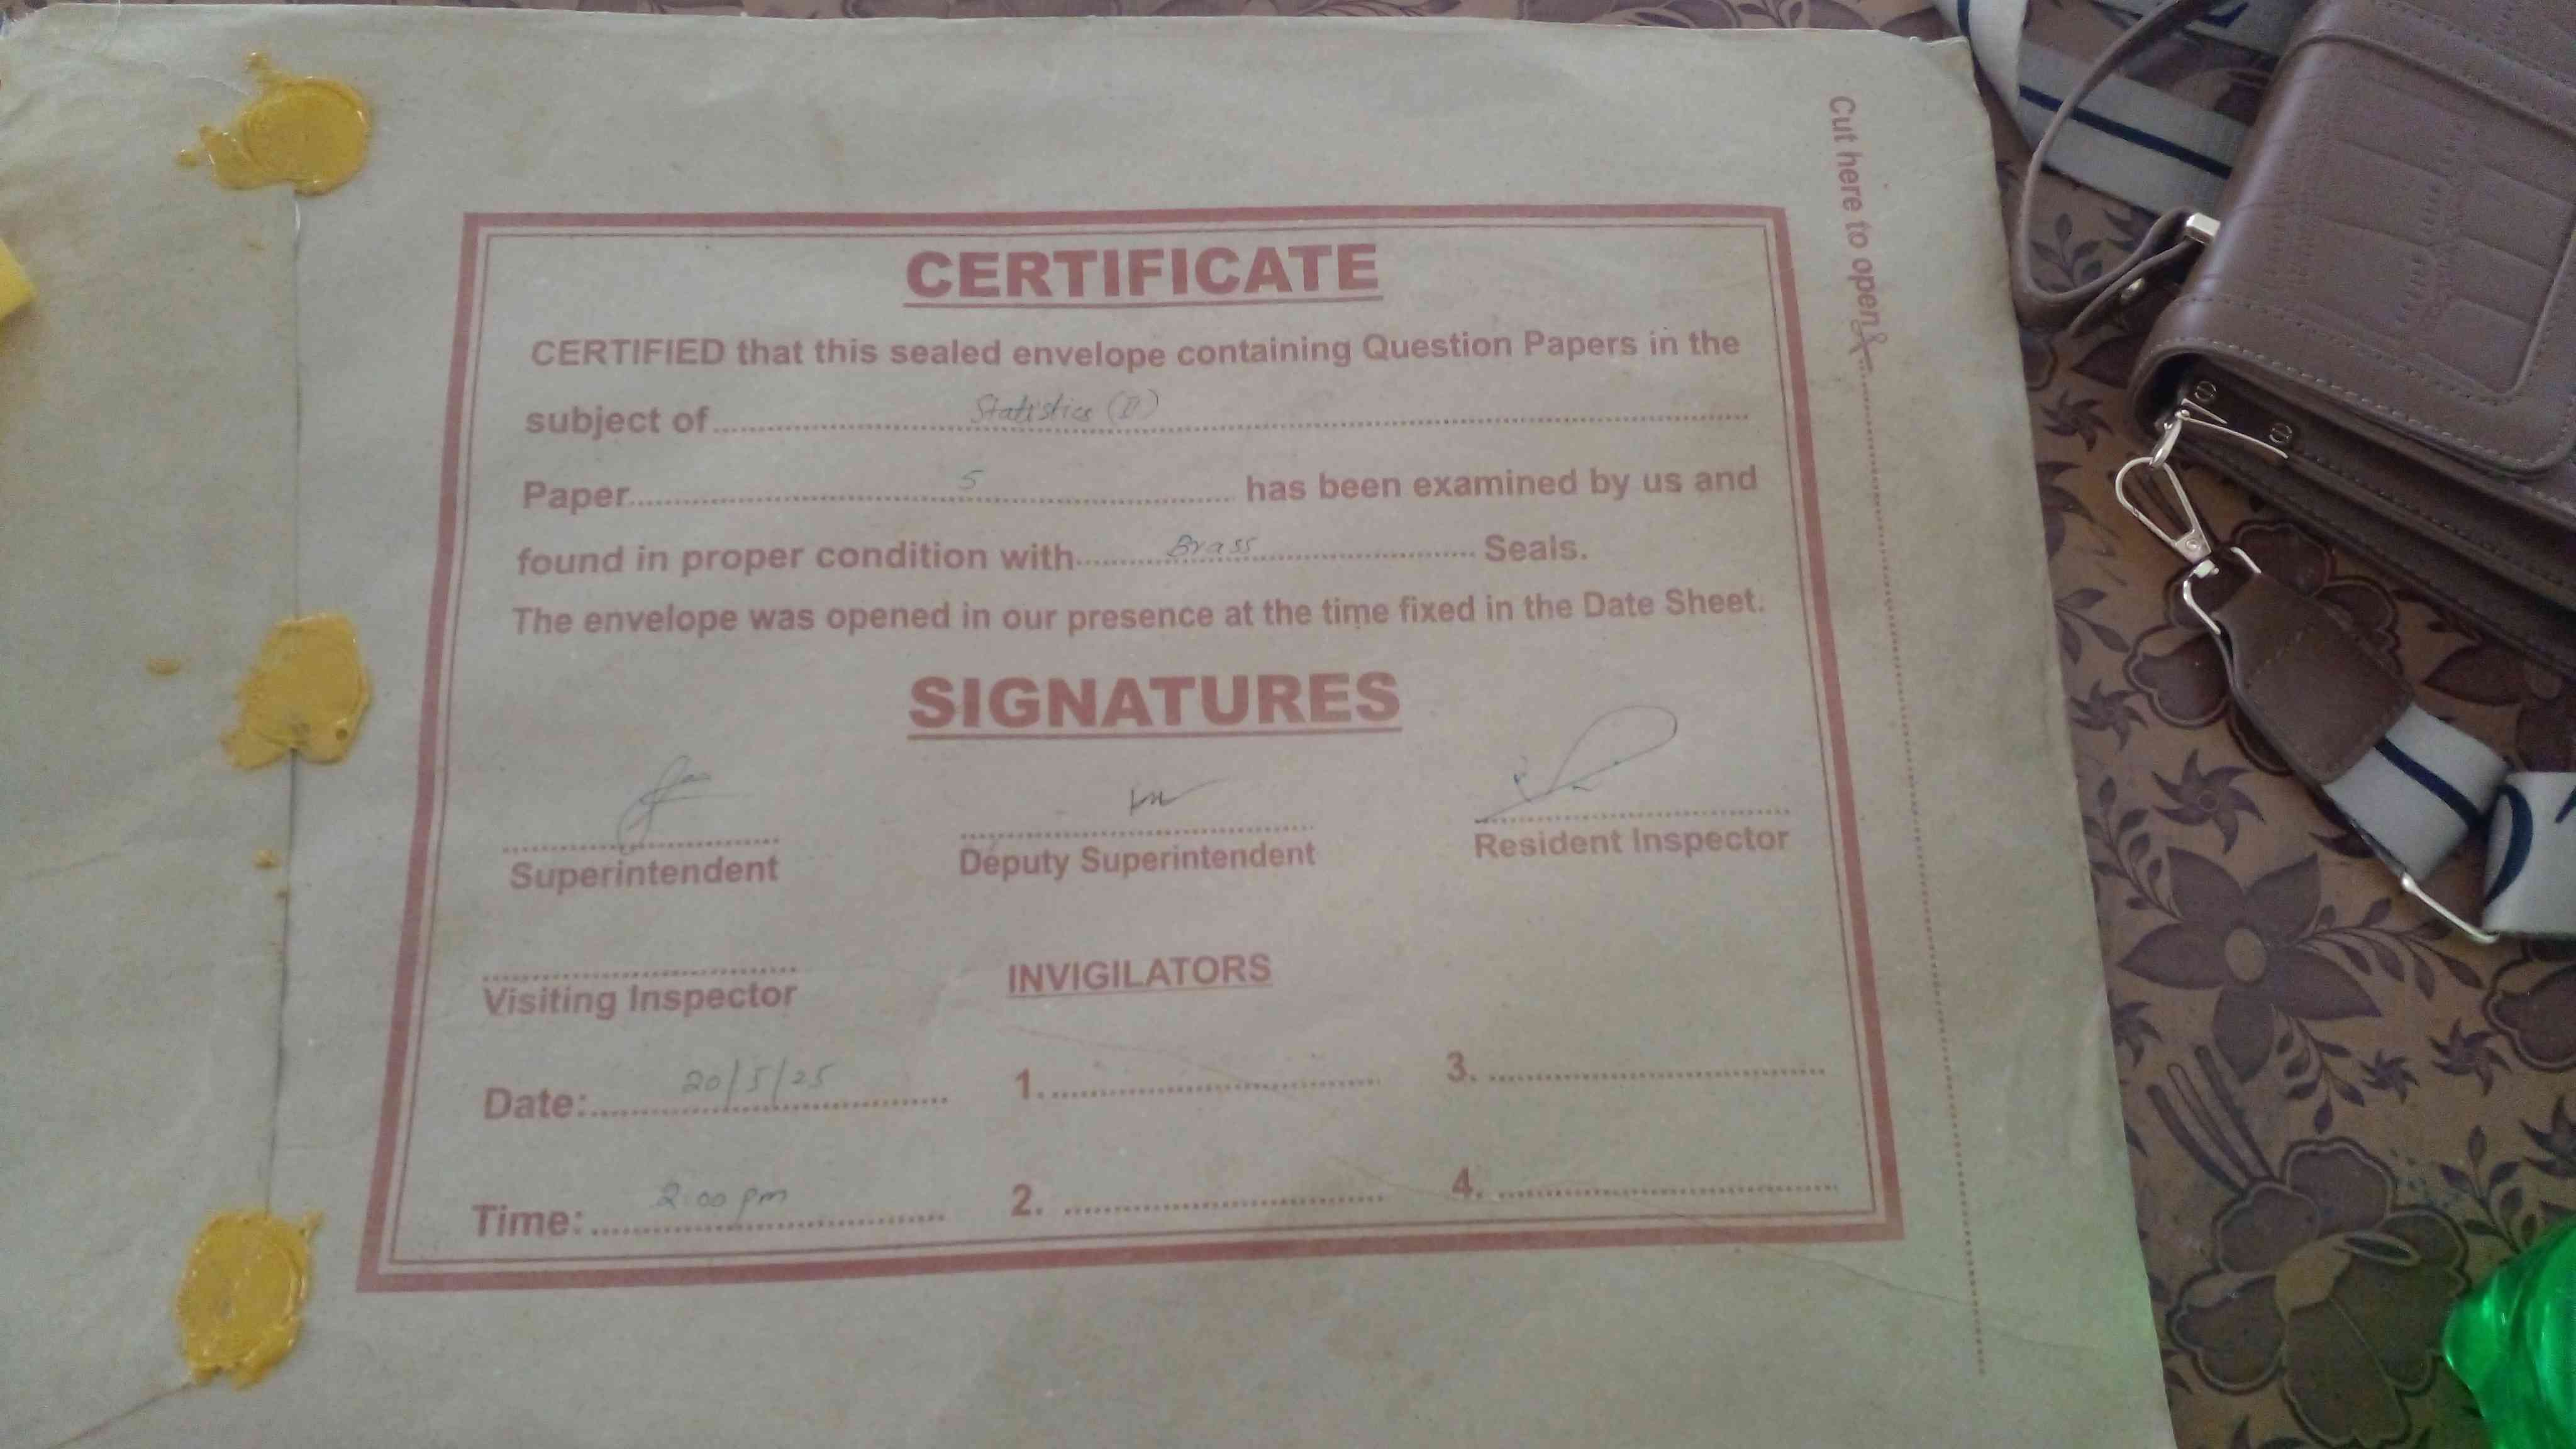 Cut here to open
CERTIFICATE
CERTIFIED that this sealed envelope containing Question Papers in the
subject of Statistics (II)
Paper 5 has been examined by us and
found in proper condition with Brass Seals.
The envelope was opened in our presence at the time fixed in the Date Sheet.
SIGNATURES
Superintendent Deputy Superintendent Resident Inspector
Visiting Inspector INVIGILATORS
Date: 20/5/25 1. 3.
Time: 2:00 pm 2. 4.